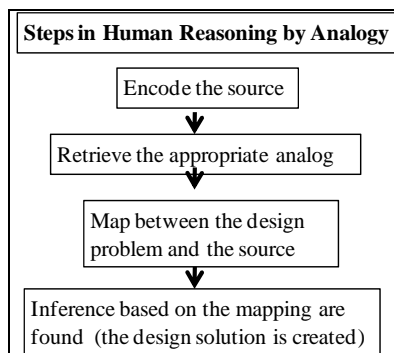 Steps in Human Reasoning by Analogy
Encode the source
Retrieve the appropriate analog
Map between the design
problem and the source
Inference based on the mapping are
found (the design solution is created)